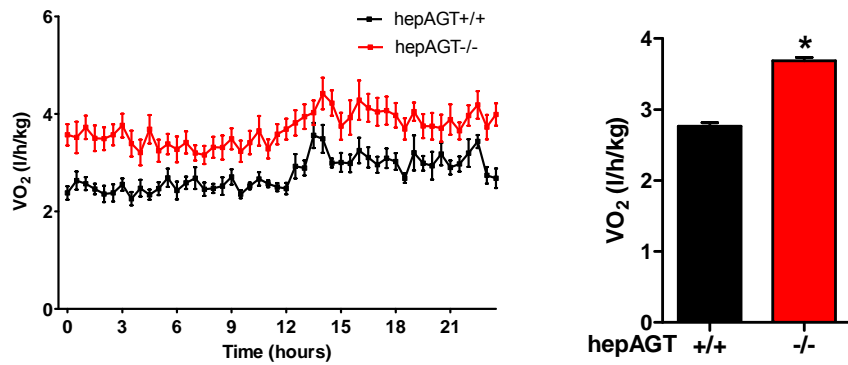 hepAGT+/+
hepAGT-/-
VO2 (l/h/kg)
6
4
2
0
0 3 6 9 12 15 18 21
Time (hours)
VO2 (l/h/kg)
4
3
2
1
0
*
hepAGT +/+ -/-